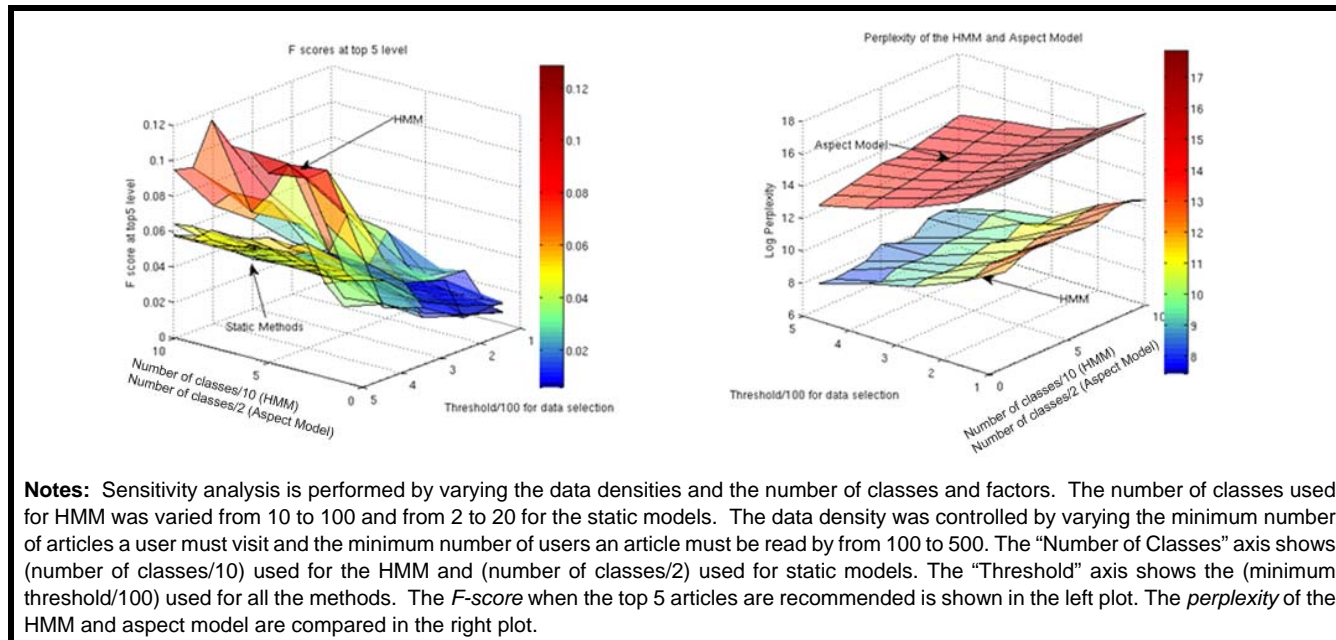 F scores at top 5 level
HMM
0.12
0.1
0.08
0.06
0.04
0.02
0
F score at top5 level
Static Methods
10
5
0
5
4
3
2
1
Number of classes/10 (HMM)
Number of classes/2 (Aspect Model)
Threshold/100 for data selection
0.12
0.1
0.08
0.06
0.04
0.02
Perplexity of the HMM and Aspect Model
Aspect Model
18
16
14
12
10
8
6
Log Perplexity
HMM
5
4
3
2
1
0
5
10
Threshold/100 for data selection
Number of classes/10 (HMM)
Number of classes/2 (Aspect Model)
17
16
15
14
13
12
11
10
9
8
Notes: Sensitivity analysis is performed by varying the data densities and the number of classes and factors. The number of classes used
for HMM was varied from 10 to 100 and from 2 to 20 for the static models. The data density was controlled by varying the minimum number
of articles a user must visit and the minimum number of users an article must be read by from 100 to 500. The “Number of Classes” axis shows
(number of classes/10) used for the HMM and (number of classes/2) used for static models. The “Threshold” axis shows the (minimum
threshold/100) used for all the methods. The F-score when the top 5 articles are recommended is shown in the left plot. The perplexity of the
HMM and aspect model are compared in the right plot.